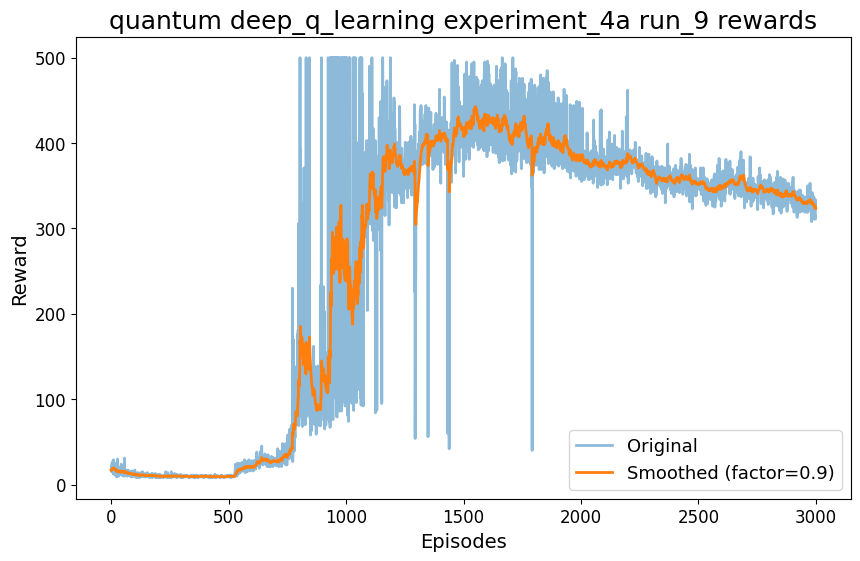 quantum deep_q_learning experiment_4a run_9 rewards
Reward
500
400
300
200
100
0
0 500 1000 1500 2000 2500 3000
Episodes
Original
Smoothed (factor=0.9)